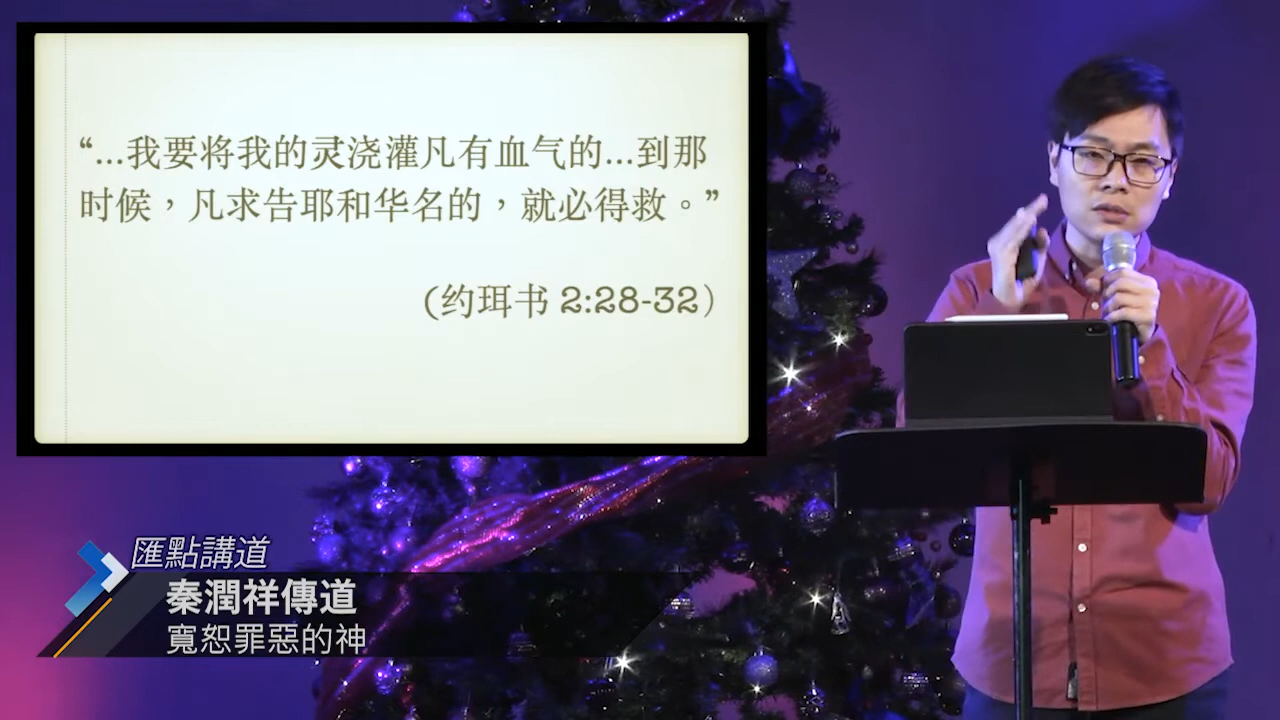 “...我要将我的灵浇灌凡有血气的...到那
时候，凡求告耶和华名的，就必得救。”
(约珥书 2:28-32）
匯點講道
秦潤祥傳道
寬恕罪惡的神